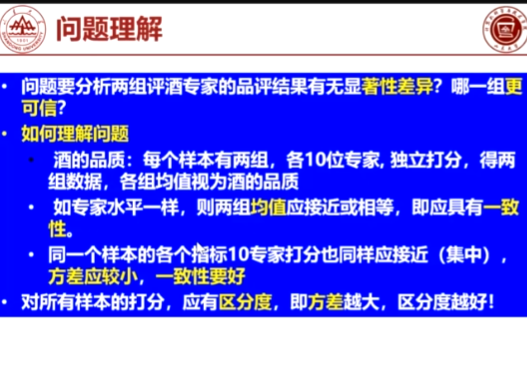 问题理解
• 问题要分析两组评酒专家的品评结果有无显著性差异？哪一组更
可信？
• 如何理解问题
• 酒的品质：每个样本有两组，各10位专家, 独立打分，得两
组数据，各组均值视为酒的品质
• 如专家水平一样，则两组均值应接近或相等，即应具有一致
性。
• 同一个样本的各个指标10专家打分也同样应接近（集中），
方差应较小，一致性要好
• 对所有样本的打分，应有区分度，即方差越大，区分度越好！